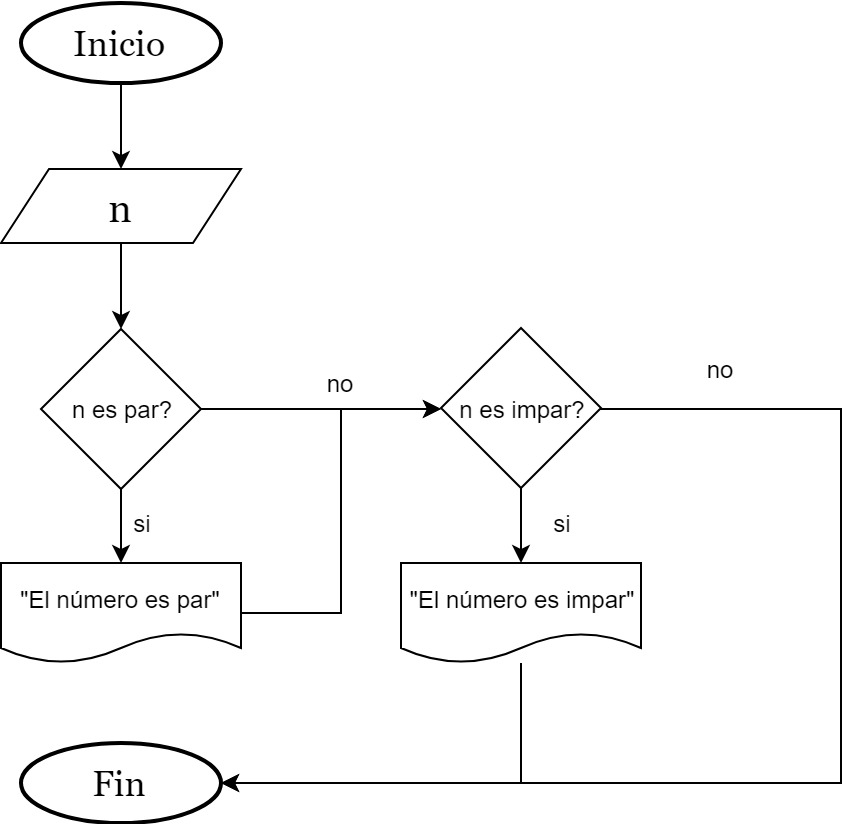 Inicio
n
n es par?
no
n es impar?
no
si
si
"El número es par"
"El número es impar"
Fin